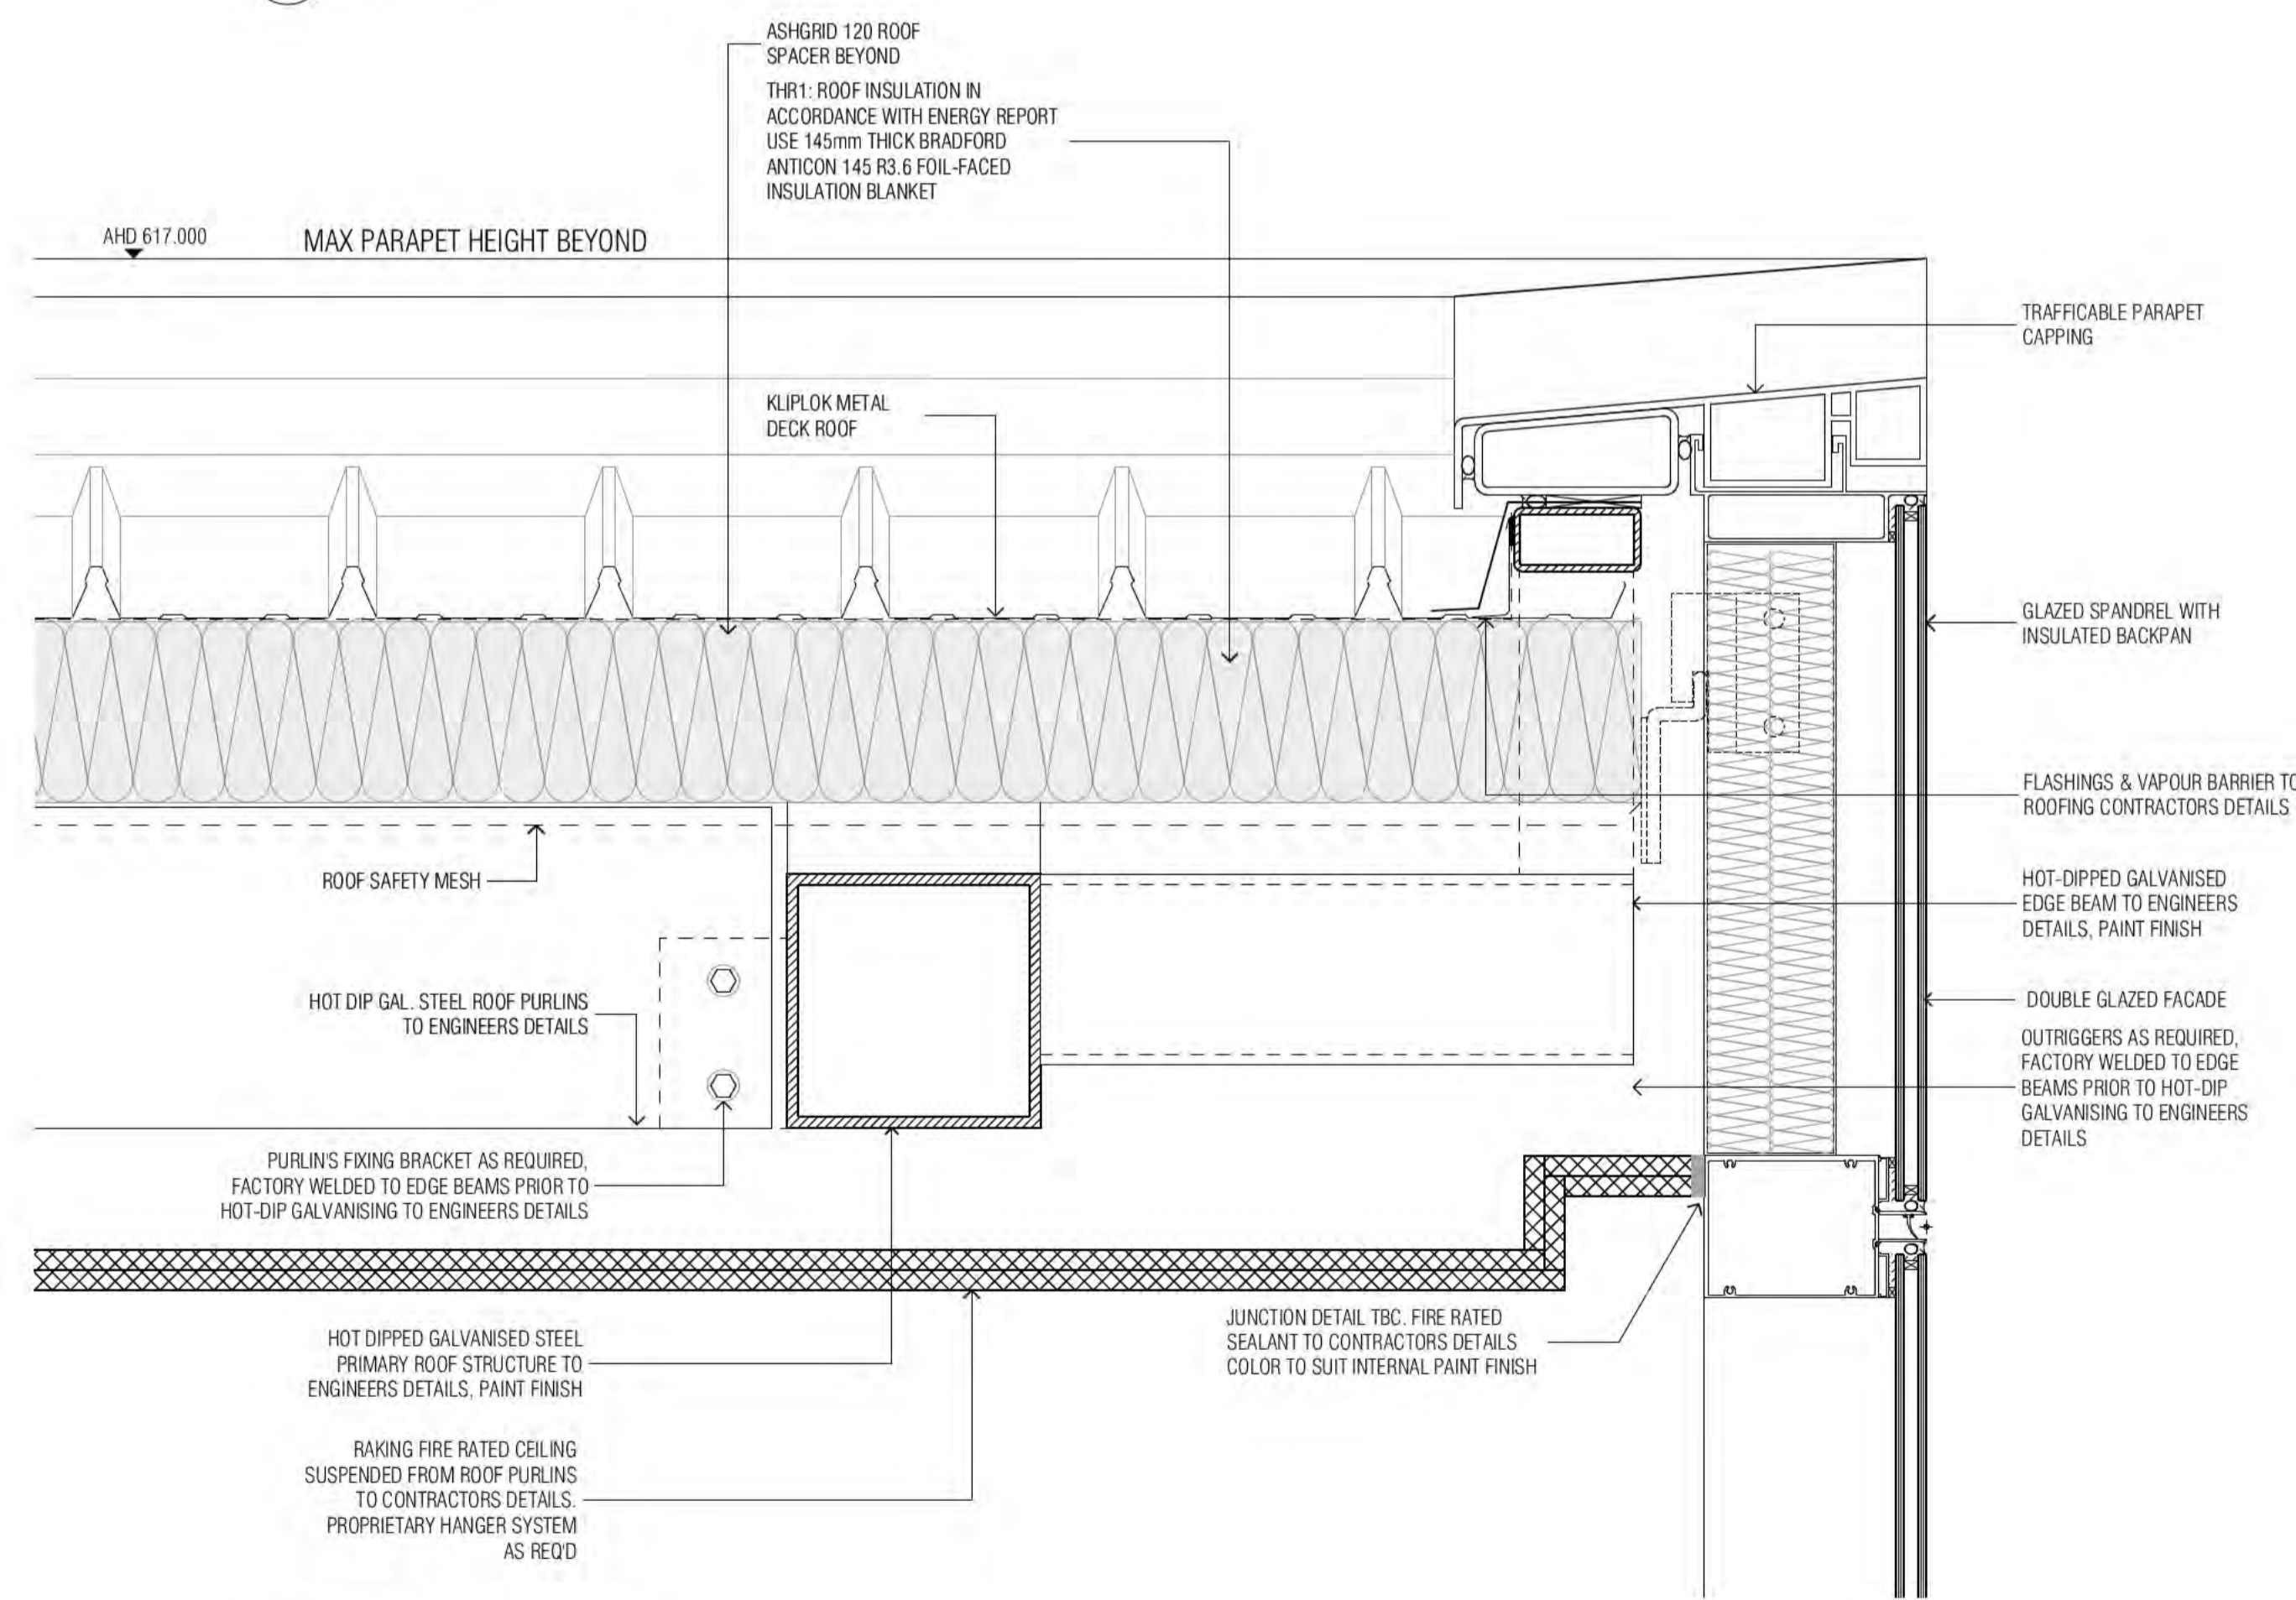 ASHGRID 120 ROOF
SPACER BEYOND
THR1: ROOF INSULATION IN
ACCORDANCE WITH ENERGY REPORT
USE 145mm THICK BRADFORD
ANTICON 145 R3.6 FOIL-FACED
INSULATION BLANKET
AHD 617.000
MAX PARAPET HEIGHT BEYOND
TRAFFICABLE PARAPET
CAPPING
KLIPLOK METAL
DECK ROOF
GLAZED SPANDREL WITH
INSULATED BACKPAN
FLASHINGS & VAPOUR BARRIER TO
ROOFING CONTRACTORS DETAILS
ROOF SAFETY MESH
HOT-DIPPED GALVANISED
EDGE BEAM TO ENGINEERS
DETAILS, PAINT FINISH
HOT DIP GAL. STEEL ROOF PURLINS
TO ENGINEERS DETAILS
DOUBLE GLAZED FACADE
OUTRIGGERS AS REQUIRED,
FACTORY WELDED TO EDGE
BEAMS PRIOR TO HOT-DIP
GALVANISING TO ENGINEERS
DETAILS
PURLIN'S FIXING BRACKET AS REQUIRED,
FACTORY WELDED TO EDGE BEAMS PRIOR TO
HOT-DIP GALVANISING TO ENGINEERS DETAILS
JUNCTION DETAIL TBC. FIRE RATED
SEALANT TO CONTRACTORS DETAILS
COLOR TO SUIT INTERNAL PAINT FINISH
HOT DIPPED GALVANISED STEEL
PRIMARY ROOF STRUCTURE TO
ENGINEERS DETAILS, PAINT FINISH
RAKING FIRE RATED CEILING
SUSPENDED FROM ROOF PURLINS
TO CONTRACTORS DETAILS.
PROPRIETARY HANGER SYSTEM
AS REQ'D